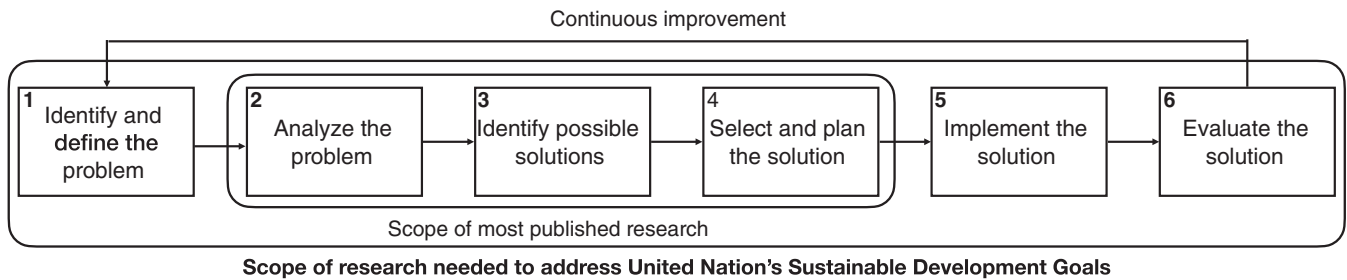 Continuous improvement
1
Identify and
define the
problem
2
Analyze the
problem
3
Identify possible
solutions
4
Select and plan
the solution
5
Implement the
solution
6
Evaluate the
solution
Scope of most published research
Scope of research needed to address United Nation's Sustainable Development Goals